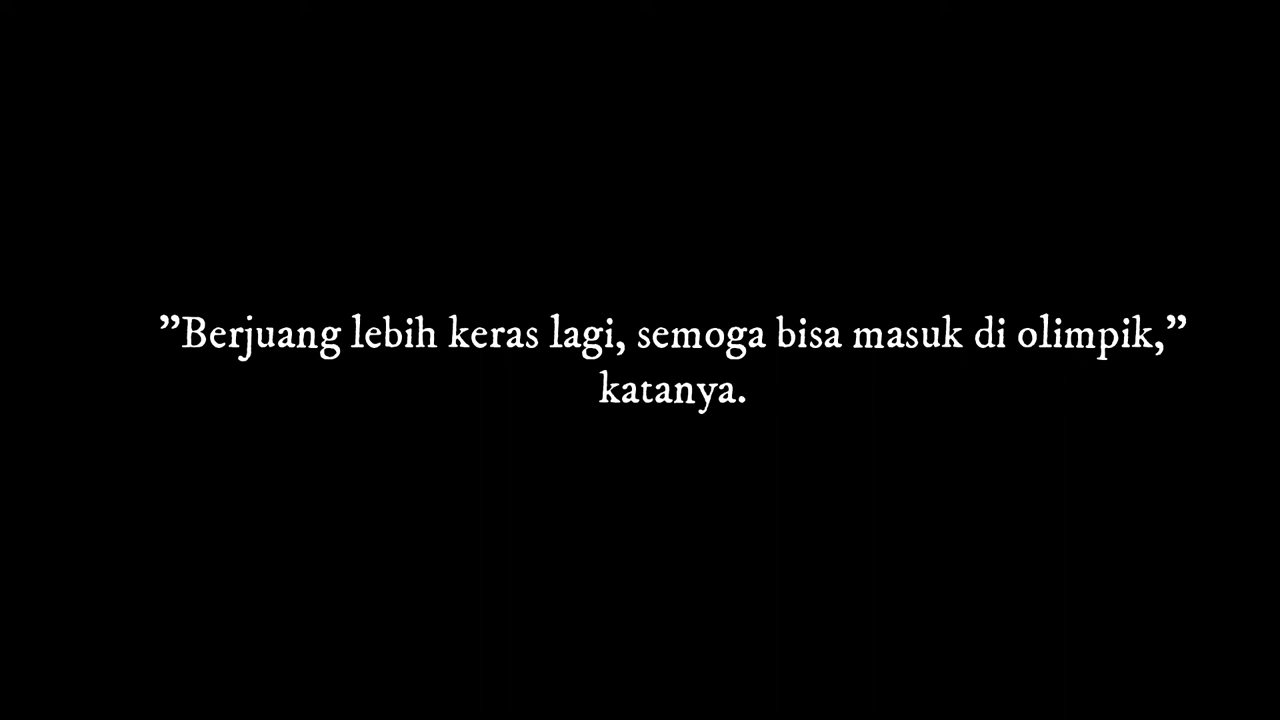 ”Berjuang lebih keras lagi, semoga bisa masuk di olimpik,”
katanya.